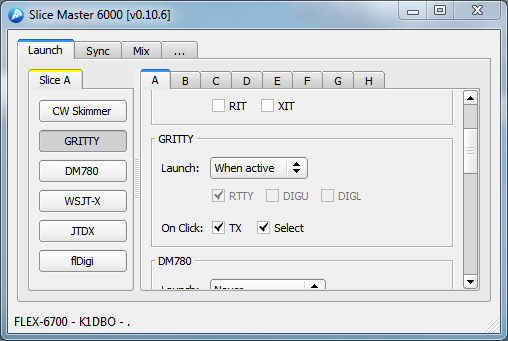 Slice Master 6000 [v0.10.6]
Launch Sync Mix ...
Slice A
A B C D E F G H
CW Skimmer
GRITTY
DM780
WSJT-X
JTDX
flDigi
RIT XIT
GRITTY
Launch: When active
RTTY DIGU DIGL
On Click: TX Select
DM780
Launch: Never
FLEX-6700 - K1DBO - .